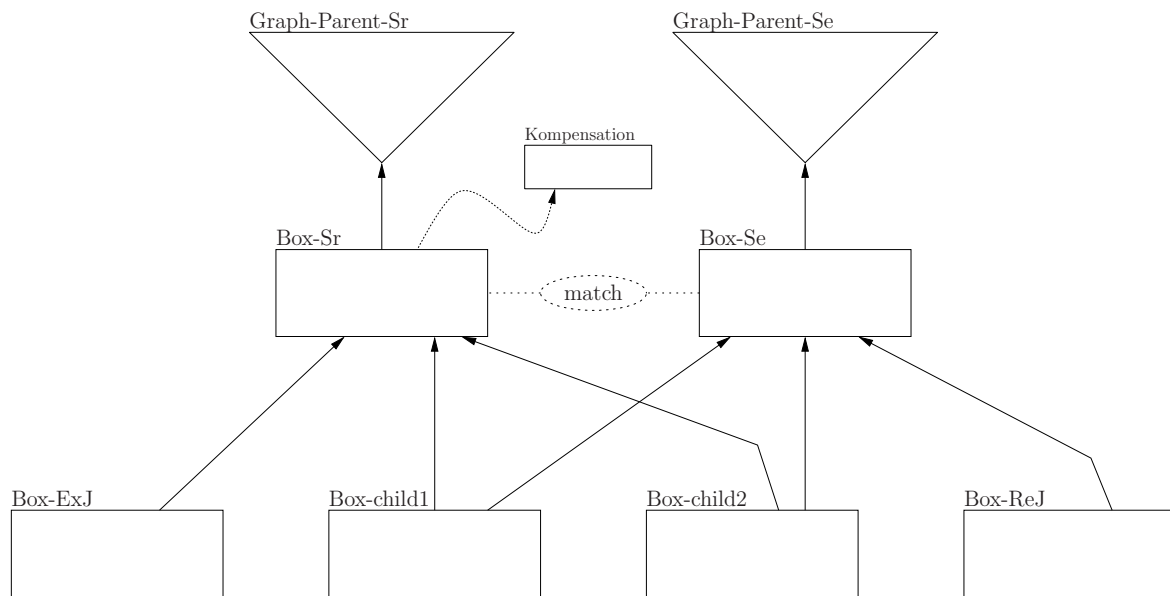 Graph-Parent-Sr
Graph-Parent-Se
Kompensation
Box-Sr
Box-Se
match
Box-ExJ
Box-child1
Box-child2
Box-ReJ